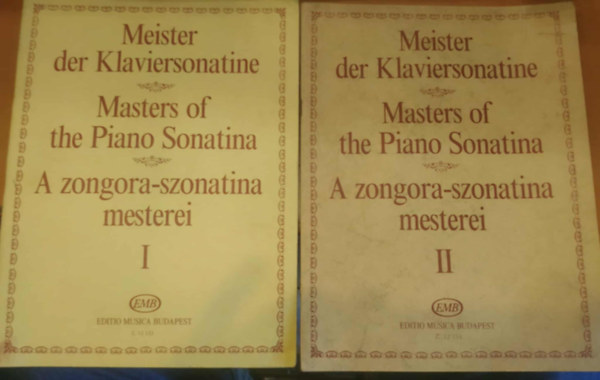 Meister
der Klaviersonatine
Masters of
the Piano Sonatina
A zongora-szonatina
mesterei
I
EMB
EDITIO MUSICA BUDAPEST
Meister
der Klaviersonatine
Masters of
the Piano Sonatina
A zongora-szonatina
mesterei
II
EMB
EDITIO MUSICA BUDAPEST